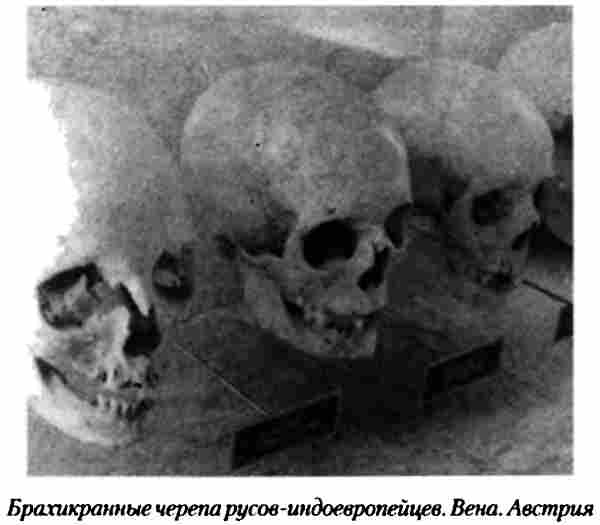 Брахикранные черепа русов-индоевропейцев. Вена. Австрия